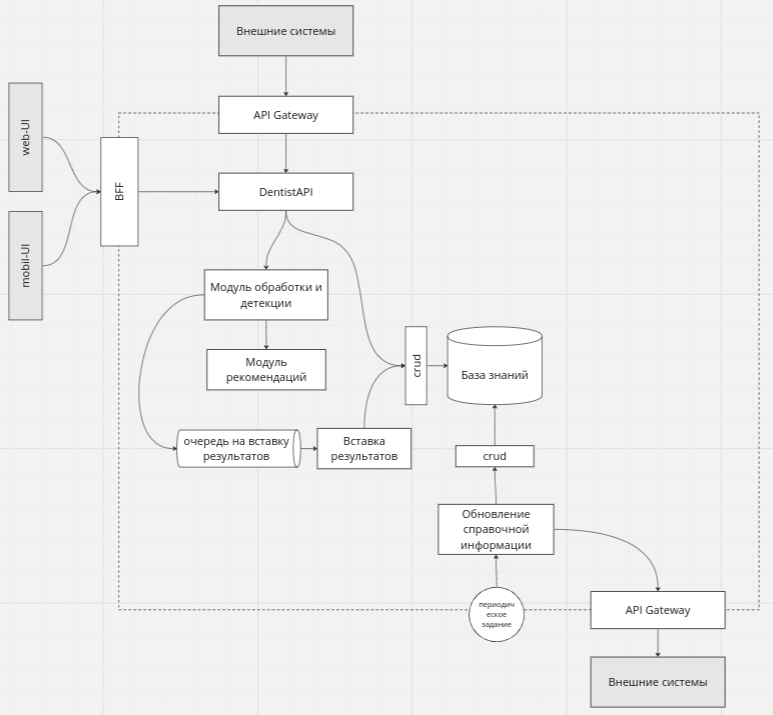 Внешние системы
API Gateway
web-UI
BFF
DentistAPI
mobil-UI
Модуль обработки и
детекции
Модуль
рекомендаций
crud
База знаний
очередь на вставку
результатов
Вставка
результатов
crud
Обновление
справочной
информации
периодич
еское
задание
API Gateway
Внешние системы